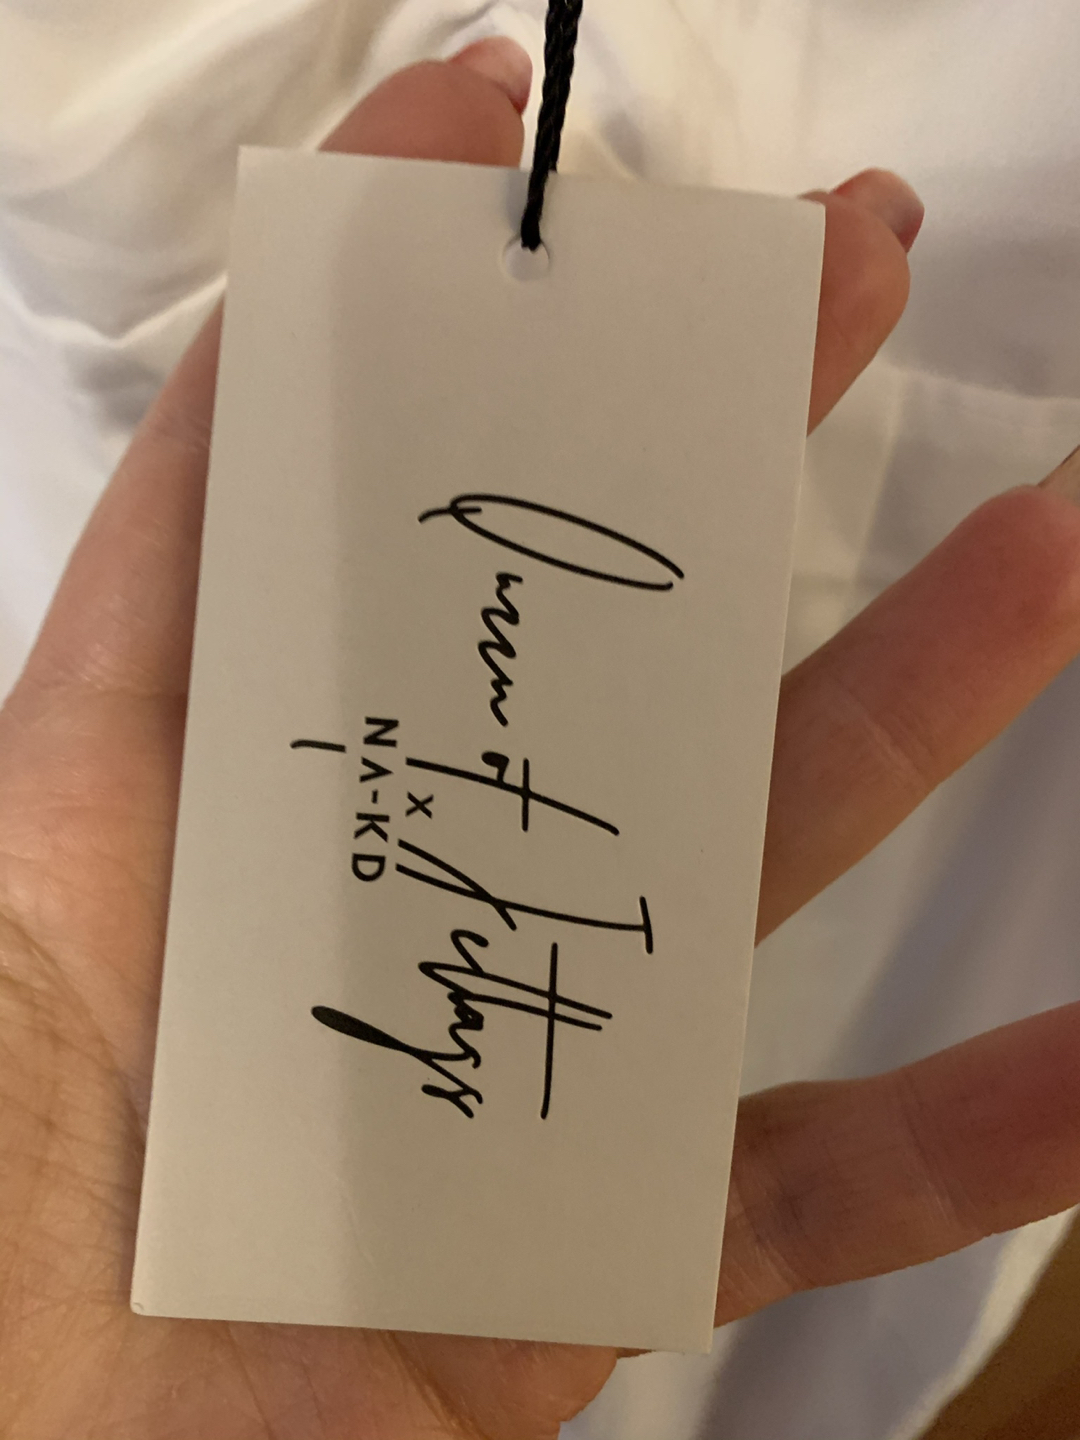 Queen of Jetlags
x
NA-KD